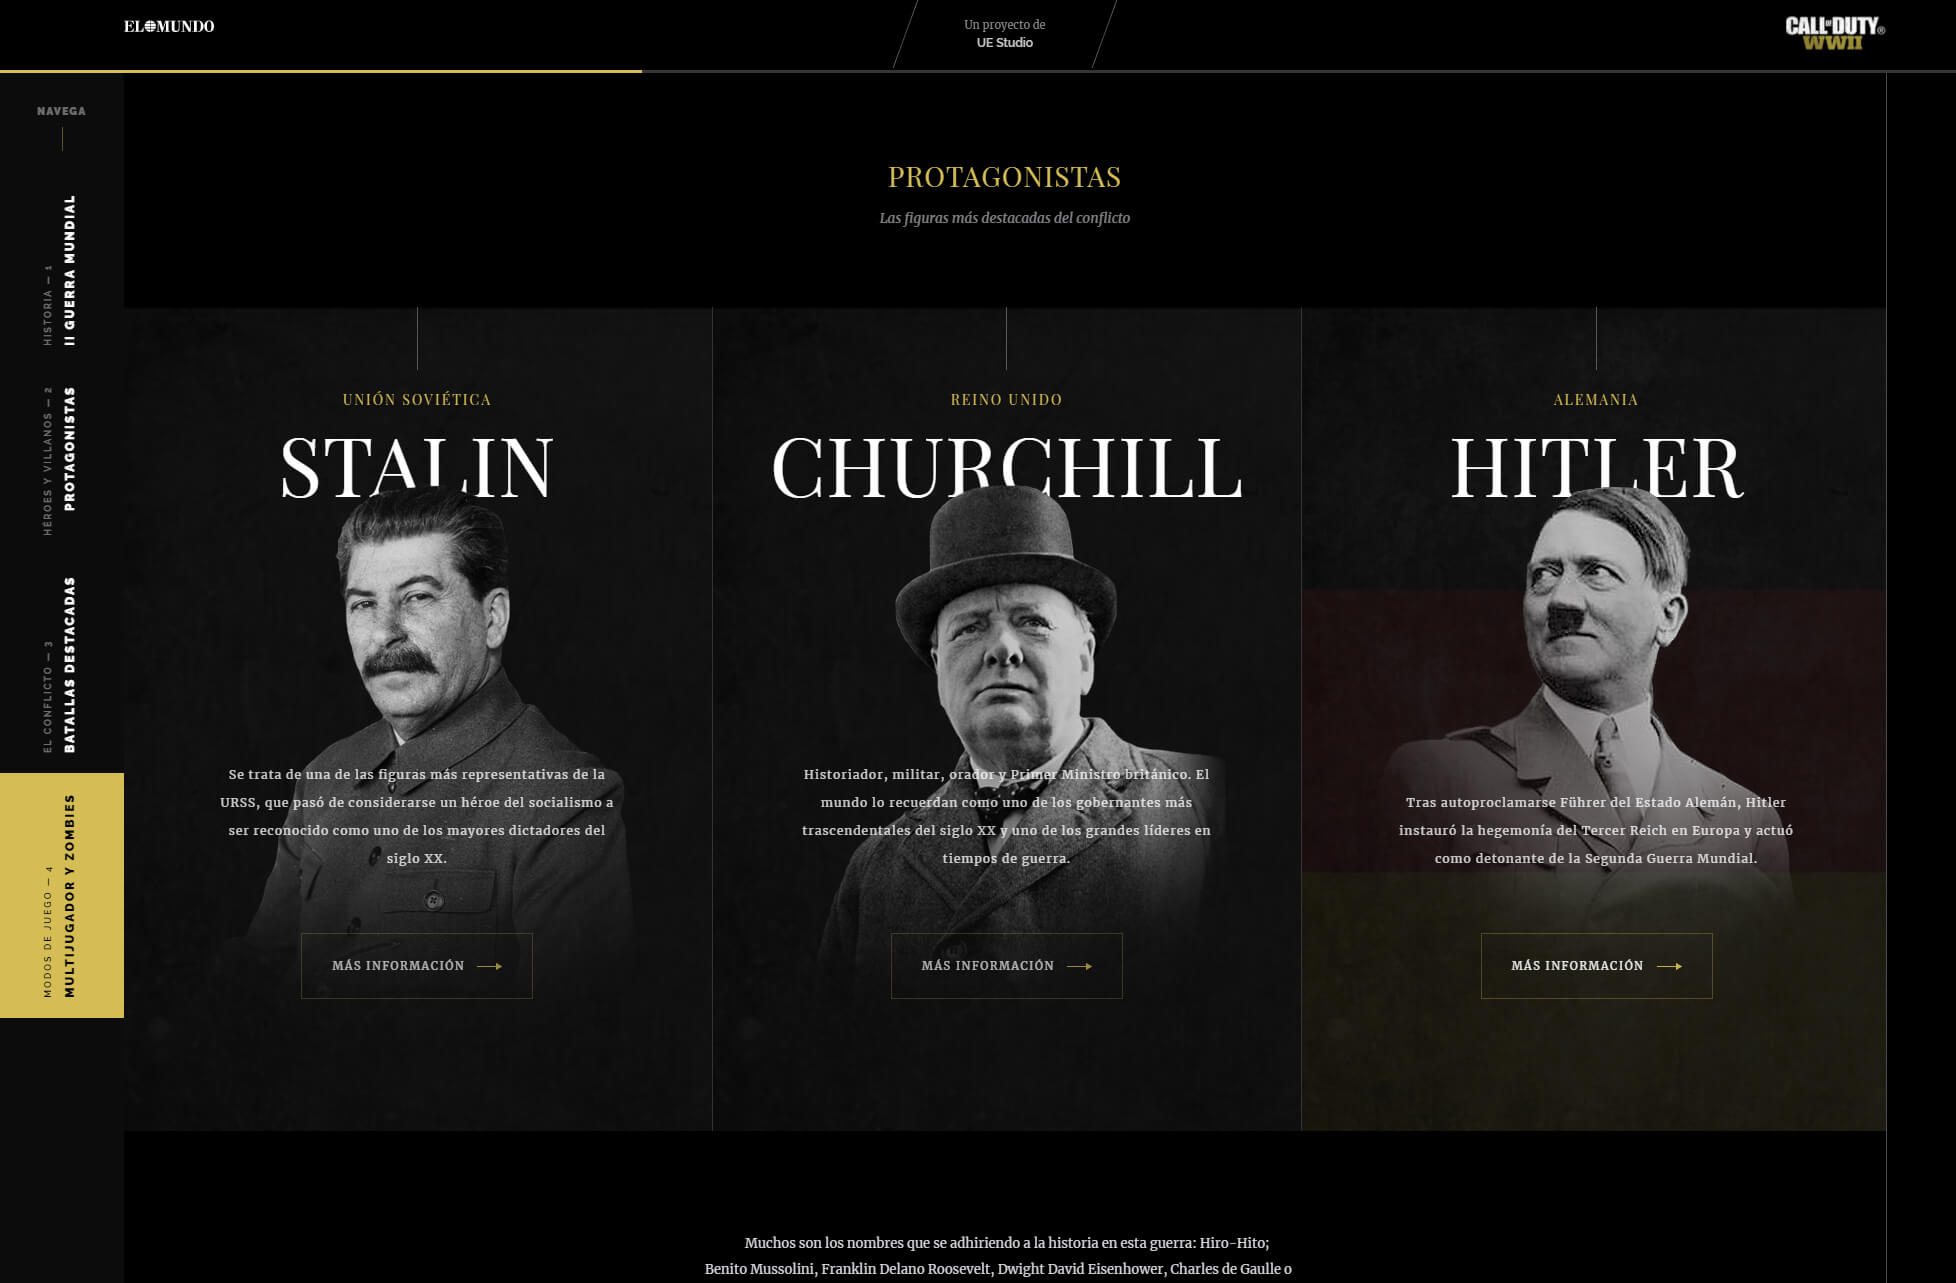 EL MUNDO
Un proyecto de
UE Studio
CALL OF DUTY®
WWII
NAVEGA
HISTORIA — 1
II GUERRA MUNDIAL
HÉROES Y VILLANOS — 2
PROTAGONISTAS
EL CONFLICTO — 3
BATALLAS DESTACADAS
MODOS DE JUEGO — 4
MULTIJUGADOR Y ZOMBIES
PROTAGONISTAS
Las figuras más destacadas del conflicto
UNIÓN SOVIÉTICA
STALIN
Se trata de una de las figuras más representativas de la
URSS, que pasó de considerarse un héroe del socialismo a
ser reconocido como uno de los mayores dictadores del
siglo XX.
MÁS INFORMACIÓN
REINO UNIDO
CHURCHILL
Historiador, militar, orador y Primer Ministro británico. El
mundo lo recuerdan como uno de los gobernantes más
trascendentales del siglo XX y uno de los grandes líderes en
tiempos de guerra.
MÁS INFORMACIÓN
ALEMANIA
HITLER
Tras autoproclamarse Führer del Estado Alemán, Hitler
instauró la hegemonía del Tercer Reich en Europa y actuó
como detonante de la Segunda Guerra Mundial.
MÁS INFORMACIÓN
Muchos son los nombres que se adhiriendo a la historia en esta guerra: Hiro-Hito;
Benito Mussolini, Franklin Delano Roosevelt, Dwight David Eisenhower, Charles de Gaulle o